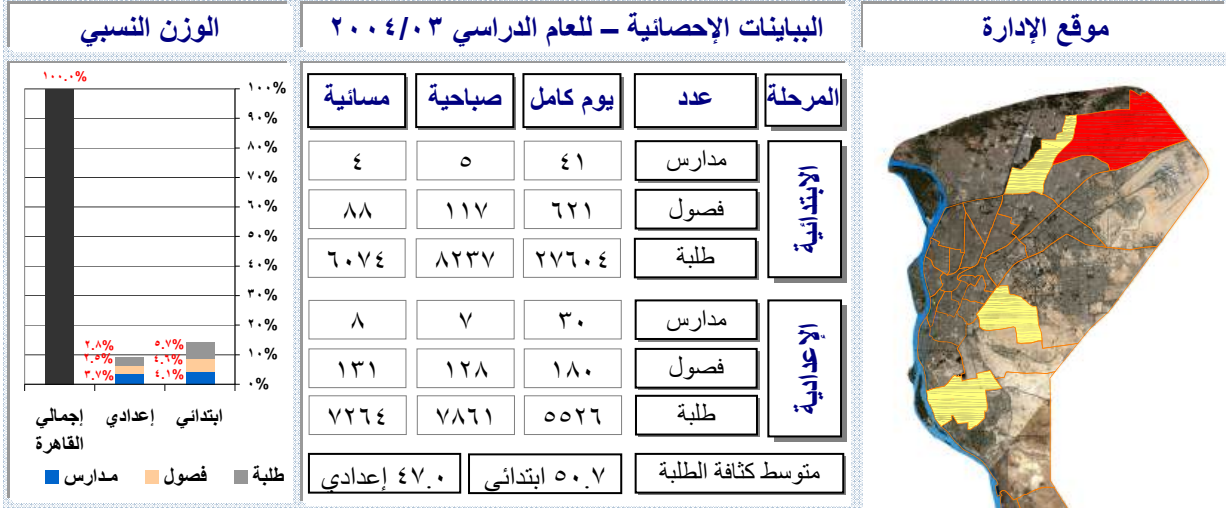 موقع الإدارة
البياينات الإحصائية – للعام الدراسي ٢٠٠٤/٠٣
الوزن النسبي
المرحلة عدد يوم كامل صباحية مسائية
الابتدائية
مدارس ٤١ ٥ ٤
فصول ٦٢١ ١١٧ ٨٨
طلبة ٢٧٦٠٤ ٨٢٣٧ ٦٠٧٤
الإعدادية
مدارس ٣٠ ٧ ٨
فصول ١٨٠ ١٢٨ ١٣١
طلبة ٥٥٢٦ ٧٨٦١ ٧٢٦٤
متوسط كثافة الطلبة ٥٠.٧ ابتدائي ٤٧.٠ إعدادي
١٠٠.٠%
١٠٠%
٩٠%
٨٠%
٧٠%
٦٠%
٥٠%
٤٠%
٣٠%
٢٠%
١٠%
٠%
٥.٧% ٢.٨%
٤.٦% ٢.٥%
٤.١% ٣.٧%
ابتدائي إعدادي إجمالي القاهرة
طلبة فصول مدارس